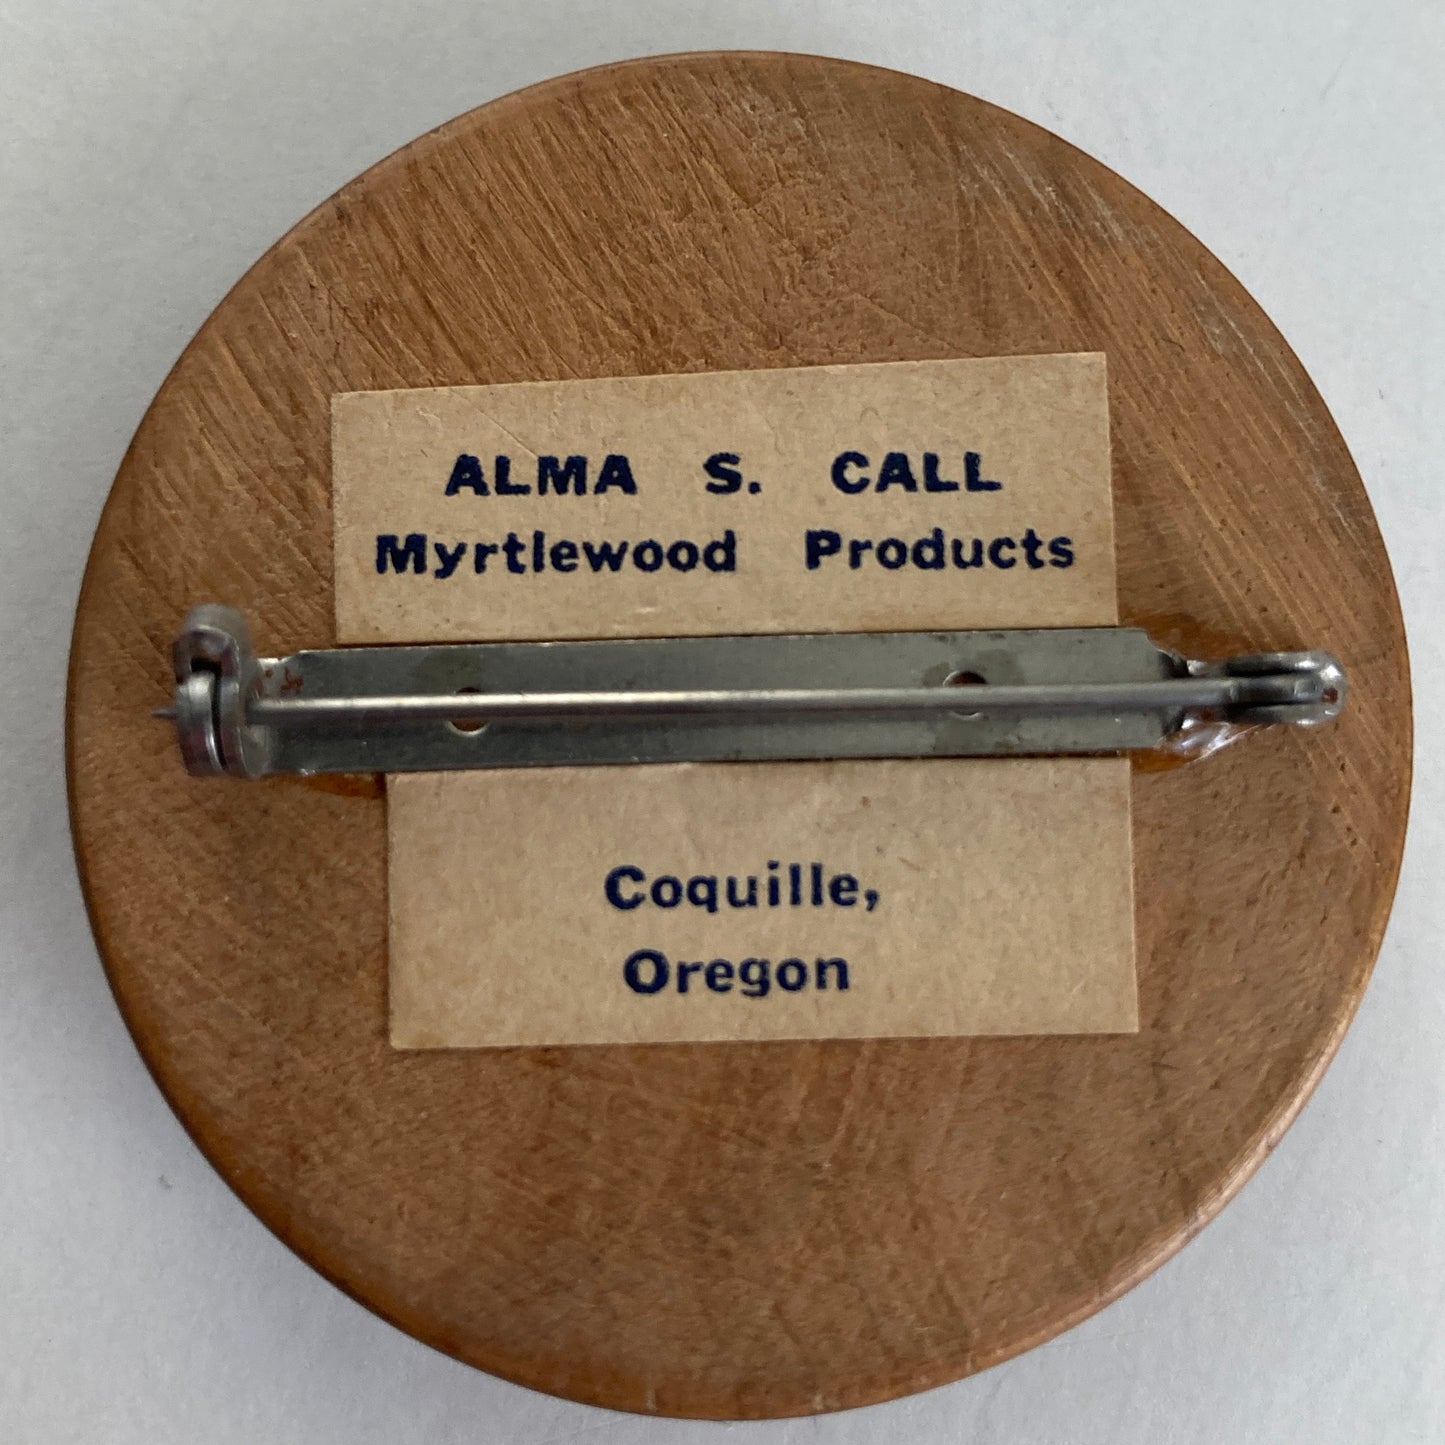 ALMA S. CALL
Myrtlewood Products
Coquille,
Oregon